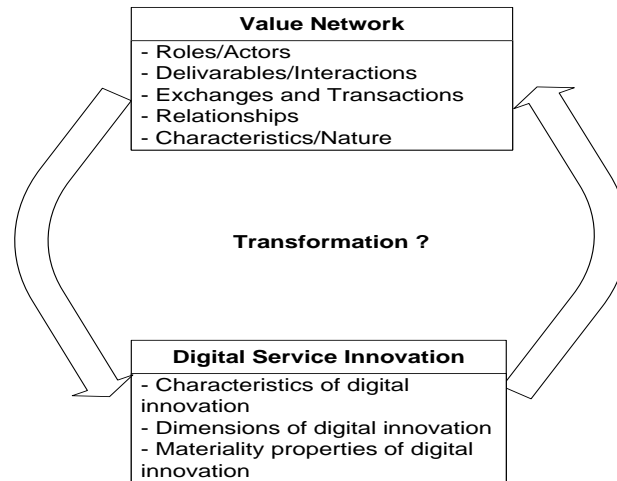 Value Network
- Roles/Actors
- Delivarables/Interactions
- Exchanges and Transactions
- Relationships
- Characteristics/Nature
Transformation ?
Digital Service Innovation
- Characteristics of digital
innovation
- Dimensions of digital innovation
- Materiality properties of digital
innovation